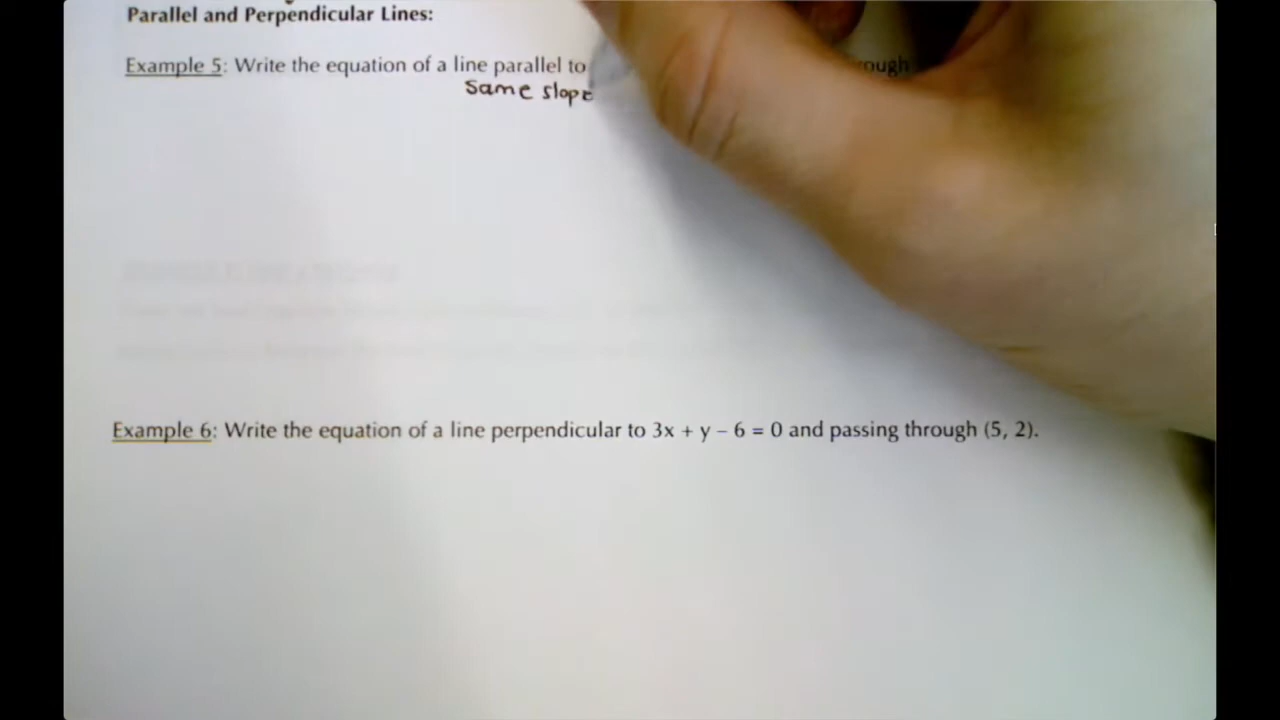 Parallel and Perpendicular Lines:
Example 5: Write the equation of a line parallel to
same slope
Example 6: Write the equation of a line perpendicular to 3x + y – 6 = 0 and passing through (5, 2).